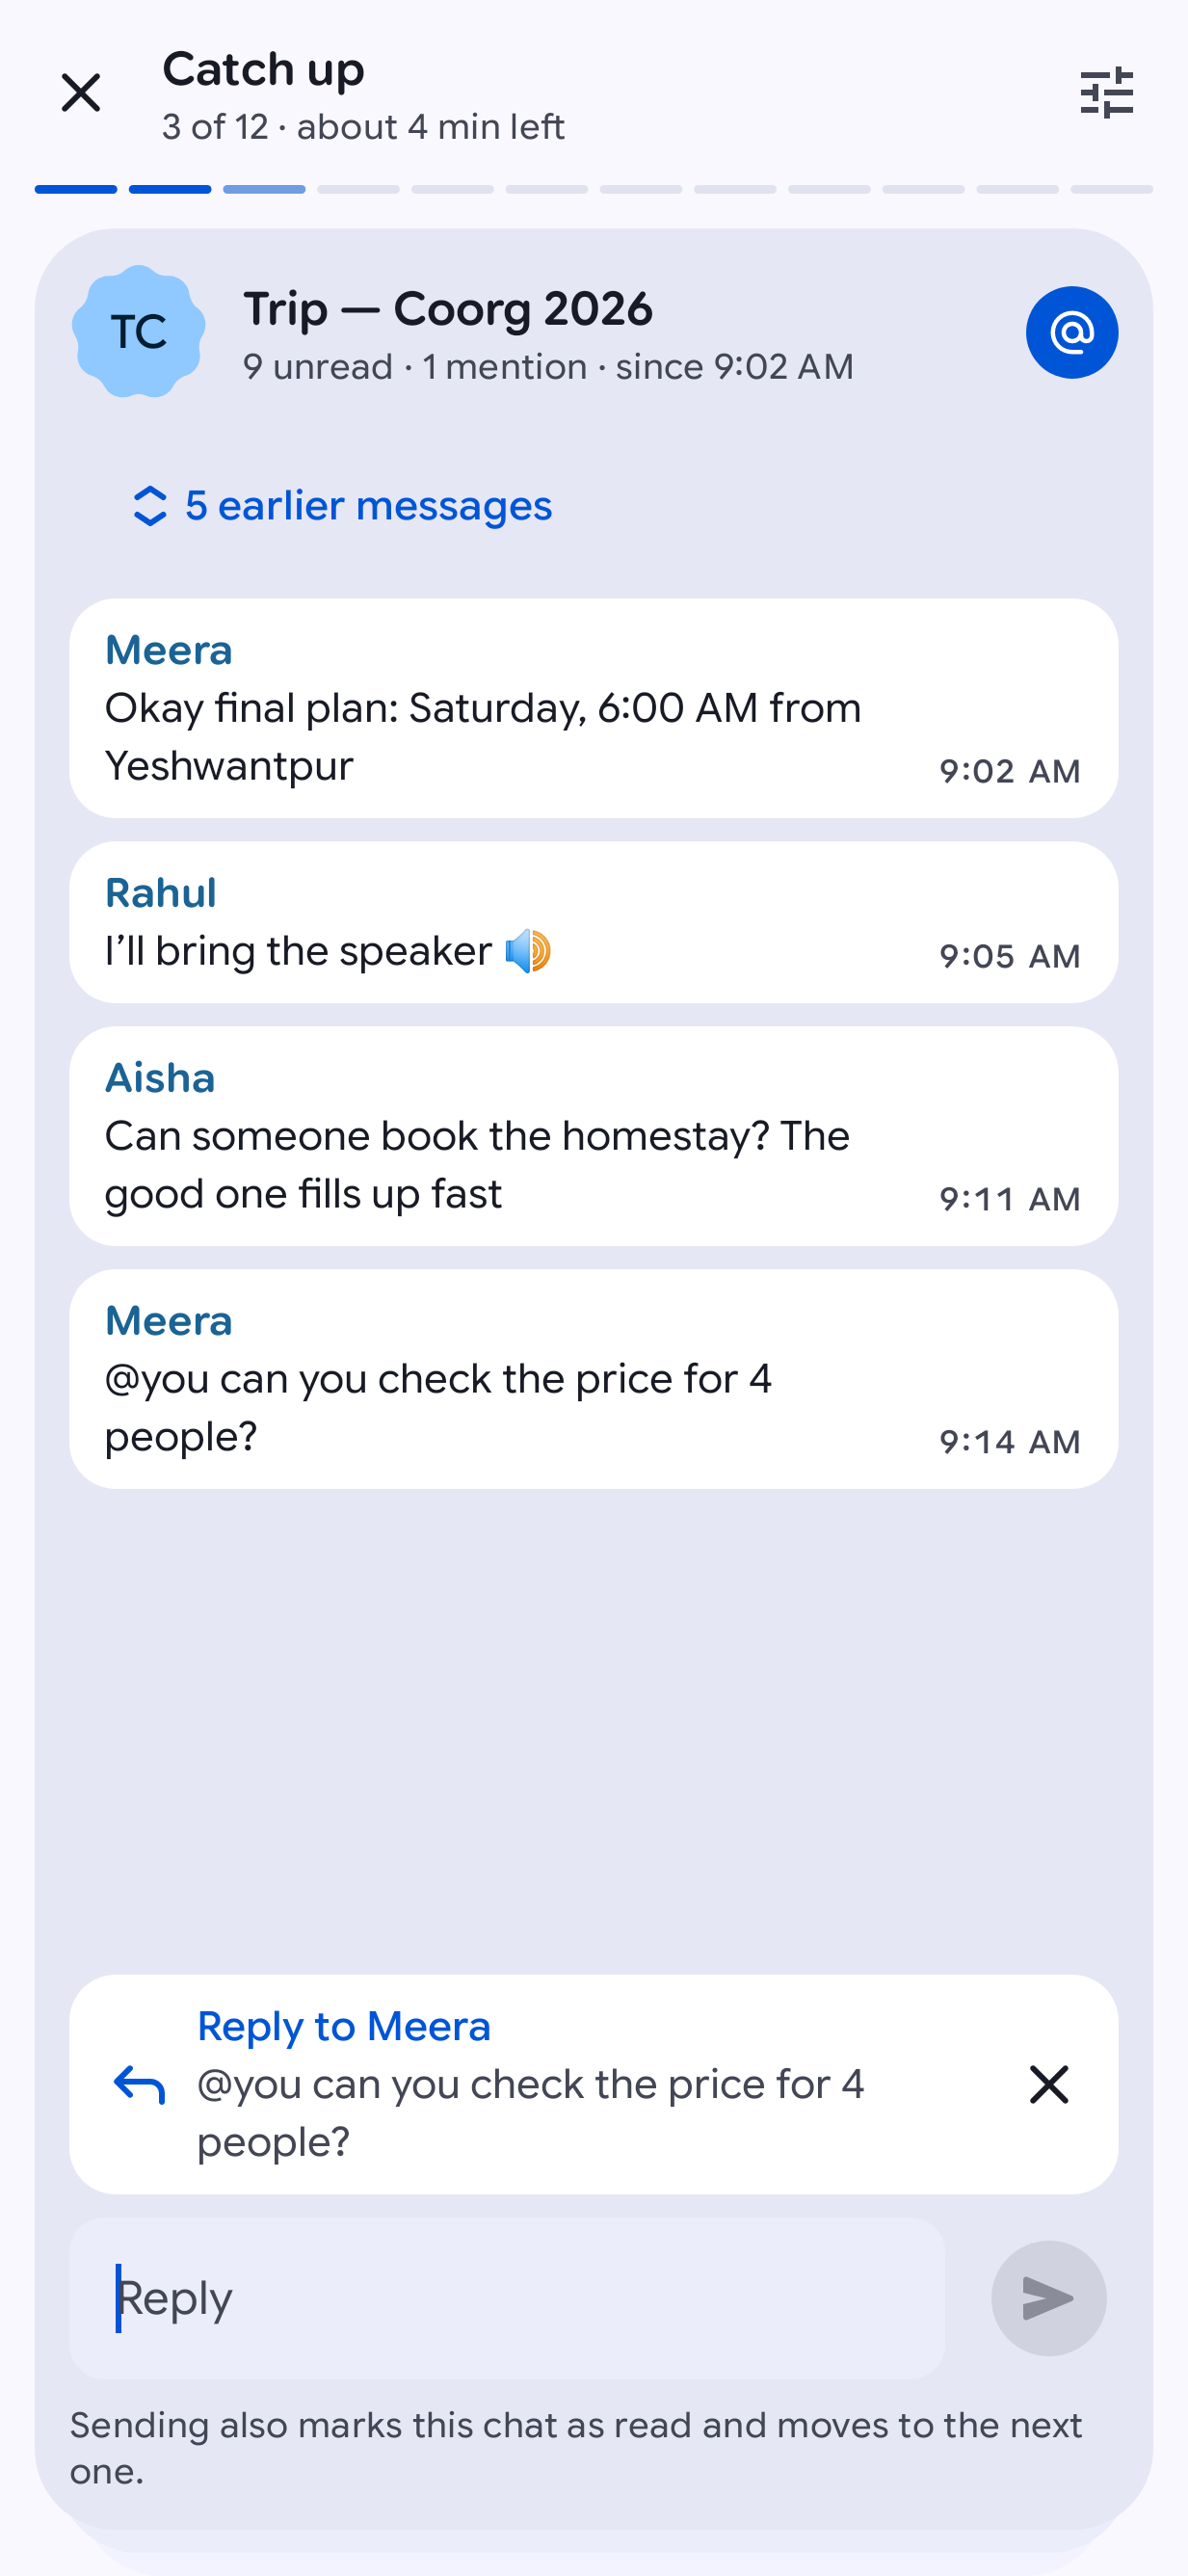 Catch up
3 of 12 · about 4 min left
TC
Trip — Coorg 2026
9 unread · 1 mention · since 9:02 AM
5 earlier messages
Meera
Okay final plan: Saturday, 6:00 AM from
Yeshwantpur
9:02 AM
Rahul
I’ll bring the speaker 🔊
9:05 AM
Aisha
Can someone book the homestay? The
good one fills up fast
9:11 AM
Meera
@you can you check the price for 4
people?
9:14 AM
Reply to Meera
@you can you check the price for 4
people?
Reply
Sending also marks this chat as read and moves to the next
one.